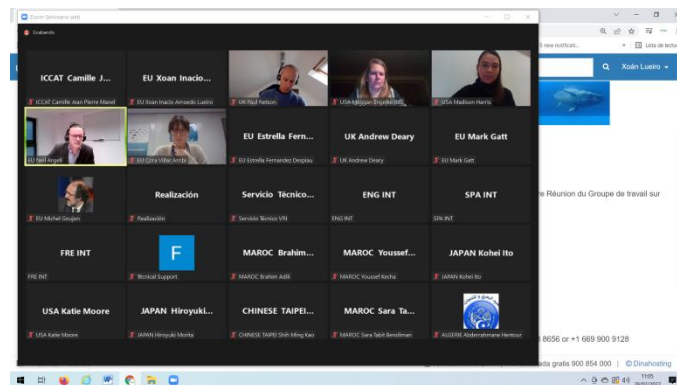 Zoom Seminario web
Grabando
ICCAT Camille J...
EU Xoan Inacio...
ICCAT Camille Jean Pierre Manel
EU Xoan Inacio Amoedo Lueiro
UK Paul Nelson
USA Madison Harris
EU Estrella Fern...
UK Andrew Deary
EU Mark Gatt
EU Neil Ansell
EU Estrella Fernandez Despiau
UK Andrew Deary
EU Mark Gatt
Realización
Servicio Técnico...
ENG INT
SPA INT
EU Michel Goujon
Realización
Servicio Técnico VRI
ENG INT
SPA INT
FRE INT
F
MAROC Brahim...
MAROC Youssef...
JAPAN Kohei Ito
FRE INT
Técnical Support
MAROC Brahim Azili
MAROC Youssef Kecha
JAPAN Kohei Ito
USA Katie Moore
JAPAN Hiroyuki...
CHINESE TAIPEI...
MAROC Sara Ta...
USA Katie Moore
JAPAN Hiroyuki Morita
CHINESE TAIPEI Shih Ming Kao
MAROC Sara Tabit Bendiman
ALGERIE Abderrahmane Hentour
Lista de lectura
Xoán Lueiro
Réunion du Groupe de travail sur
8656 or +1 669 900 9128
gratis 900 854 000 | © Dinahosting
11:05